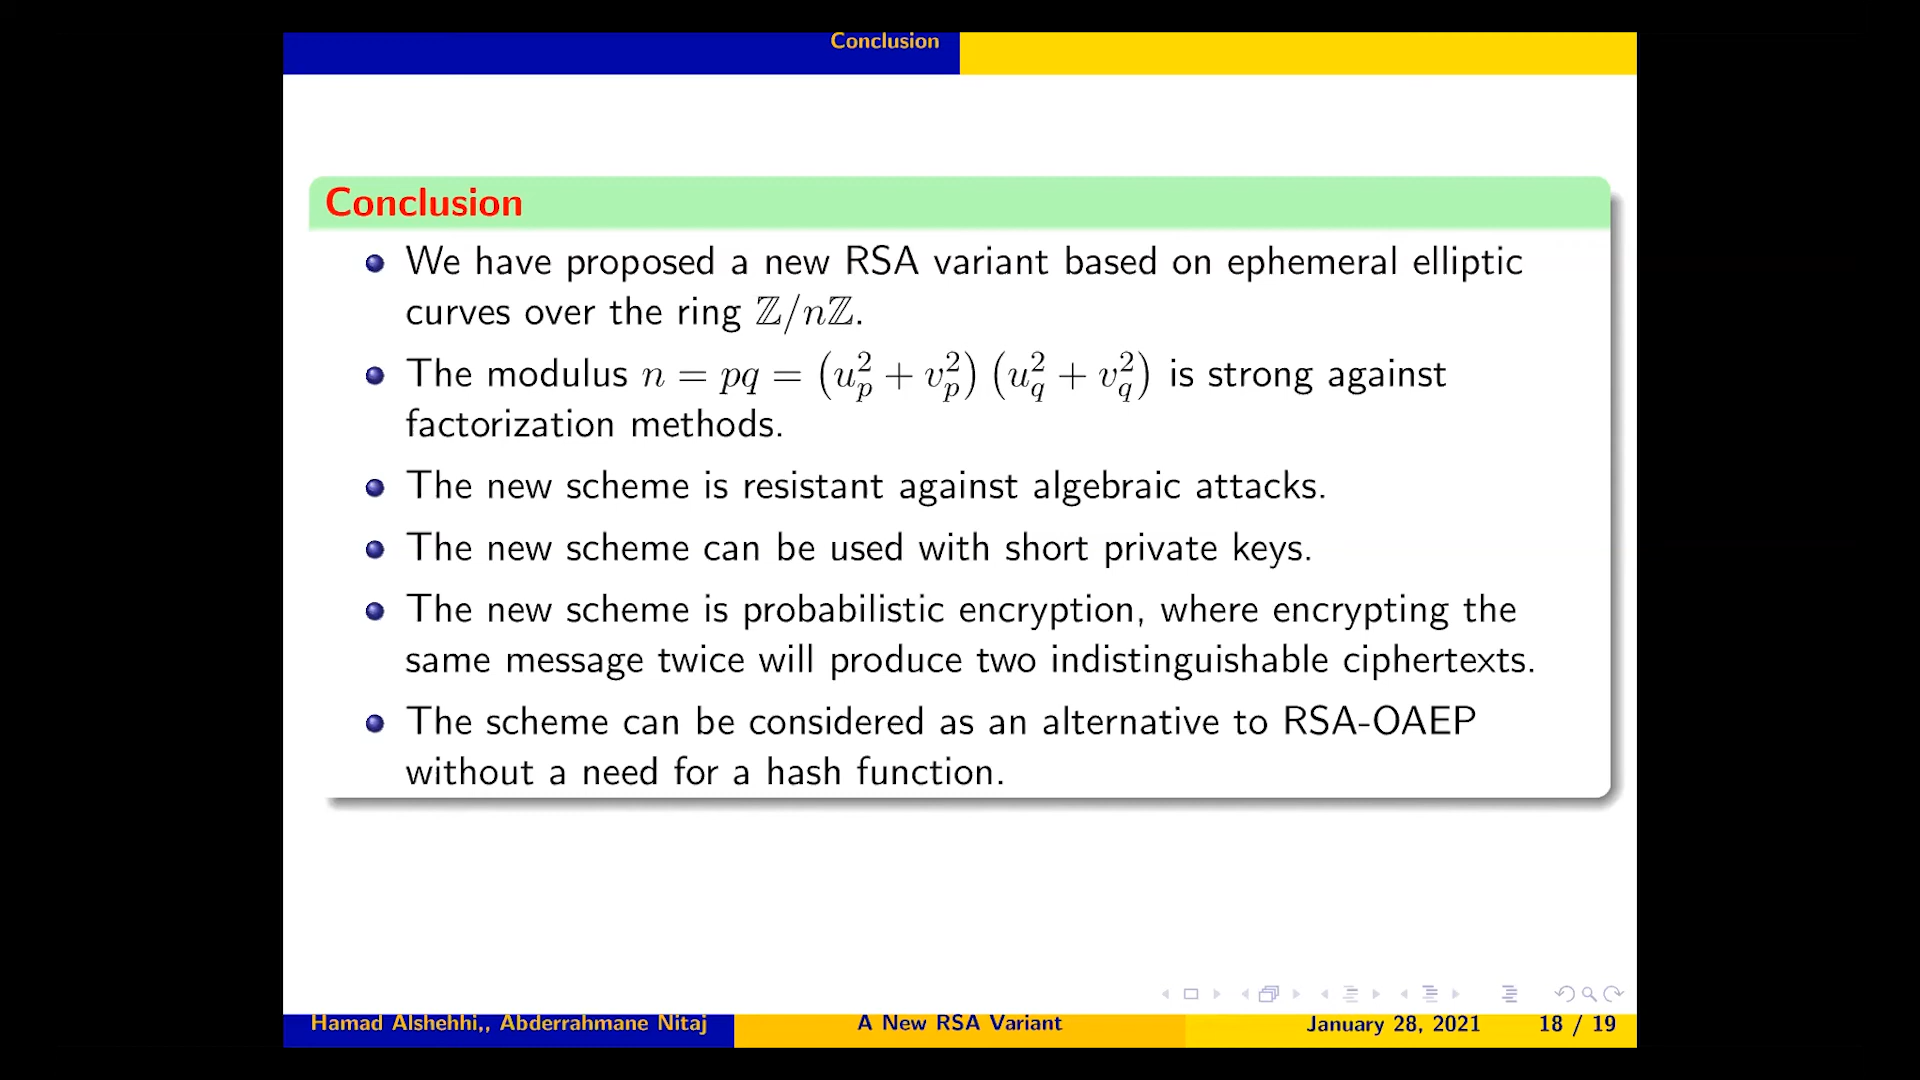 Conclusion
Conclusion
We have proposed a new RSA variant based on ephemeral elliptic
curves over the ring ℤ/nℤ.
The modulus n = pq = (u_p^2 + v_p^2) (u_q^2 + v_q^2) is strong against
factorization methods.
The new scheme is resistant against algebraic attacks.
The new scheme can be used with short private keys.
The new scheme is probabilistic encryption, where encrypting the
same message twice will produce two indistinguishable ciphertexts.
The scheme can be considered as an alternative to RSA-OAEP
without a need for a hash function.
Hamad Alshehhi,, Abderrahmane Nitaj
A New RSA Variant
January 28, 2021
18 / 19